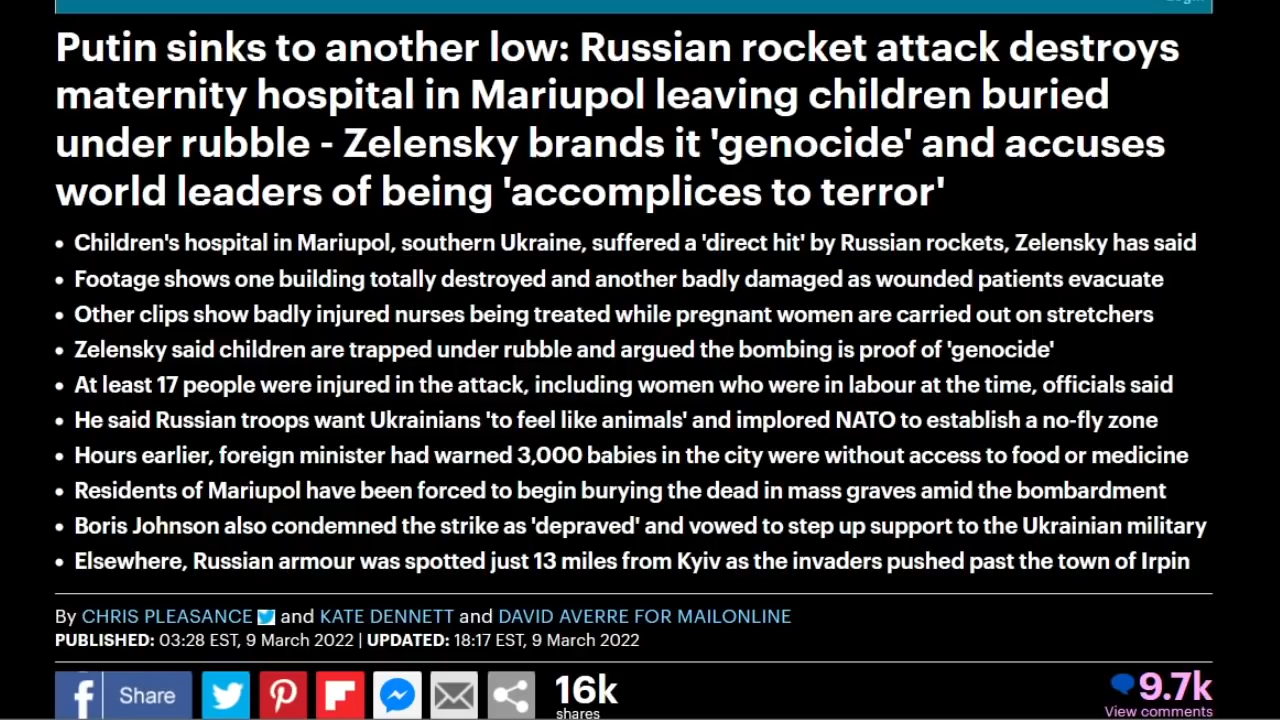 Putin sinks to another low: Russian rocket attack destroys
maternity hospital in Mariupol leaving children buried
under rubble - Zelensky brands it 'genocide' and accuses
world leaders of being 'accomplices to terror'
• Children's hospital in Mariupol, southern Ukraine, suffered a 'direct hit' by Russian rockets, Zelensky has said
• Footage shows one building totally destroyed and another badly damaged as wounded patients evacuate
• Other clips show badly injured nurses being treated while pregnant women are carried out on stretchers
• Zelensky said children are trapped under rubble and argued the bombing is proof of 'genocide'
• At least 17 people were injured in the attack, including women who were in labour at the time, officials said
• He said Russian troops want Ukrainians 'to feel like animals' and implored NATO to establish a no-fly zone
• Hours earlier, foreign minister had warned 3,000 babies in the city were without access to food or medicine
• Residents of Mariupol have been forced to begin burying the dead in mass graves amid the bombardment
• Boris Johnson also condemned the strike as 'depraved' and vowed to step up support to the Ukrainian military
• Elsewhere, Russian armour was spotted just 13 miles from Kyiv as the invaders pushed past the town of Irpin
By CHRIS PLEASANCE and KATE DENNETT and DAVID AVERRE FOR MAILONLINE
PUBLISHED: 03:28 EST, 9 March 2022 | UPDATED: 18:17 EST, 9 March 2022
f Share 16k shares
9.7k
View comments